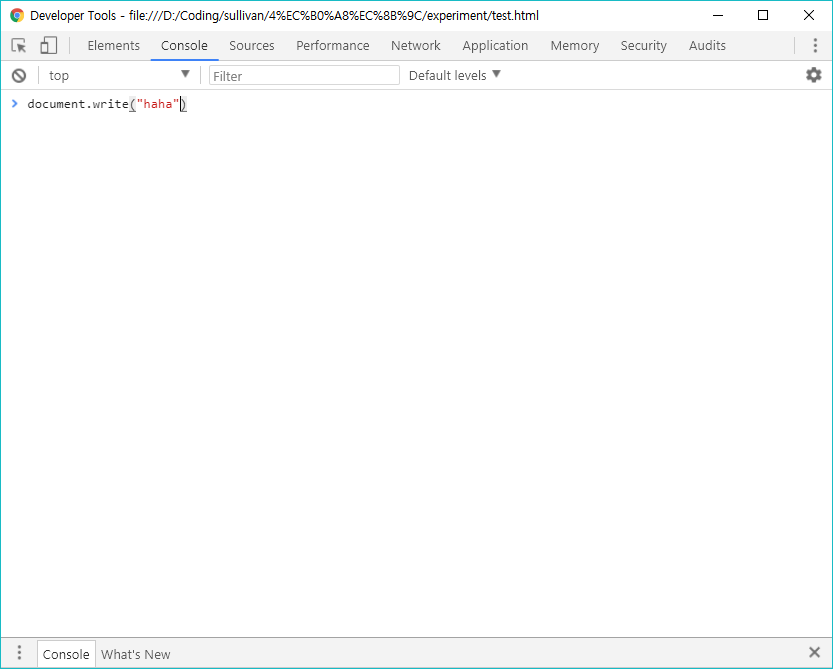 Developer Tools - file:///D:/Coding/sullivan/4%EC%B0%A8%EC%8B%9C/experiment/test.html
Elements Console Sources Performance Network Application Memory Security Audits
top Filter Default levels
document.write("haha")
Console What's New